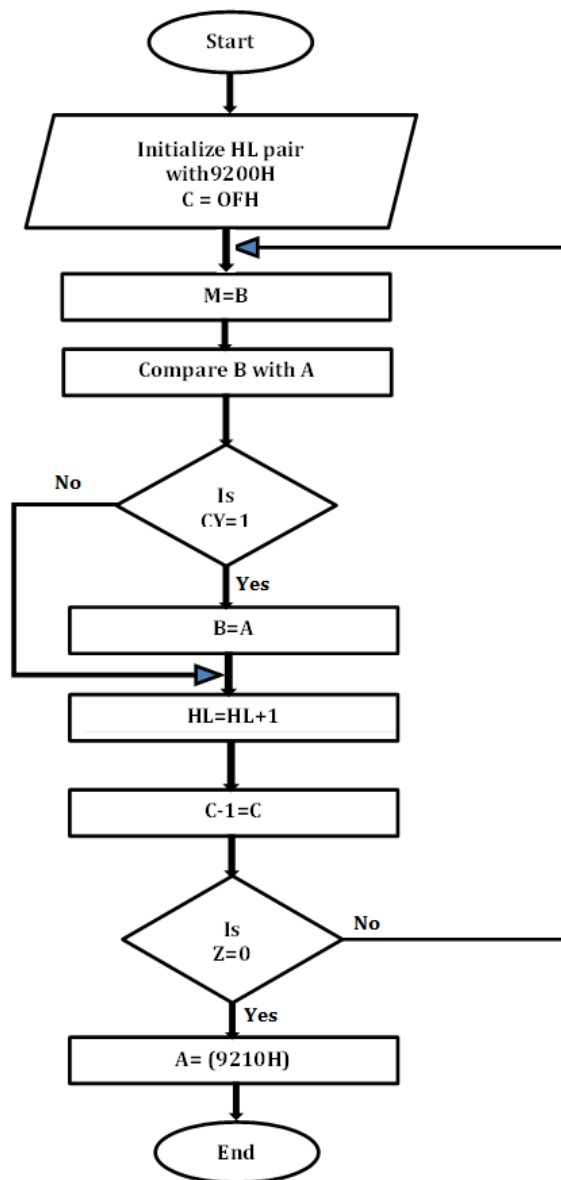 Start
Initialize HL pair
with9200H
C = OFH
M=B
Compare B with A
No
Is
CY=1
Yes
B=A
HL=HL+1
C-1=C
Is
Z=0
No
Yes
A= (9210H)
End